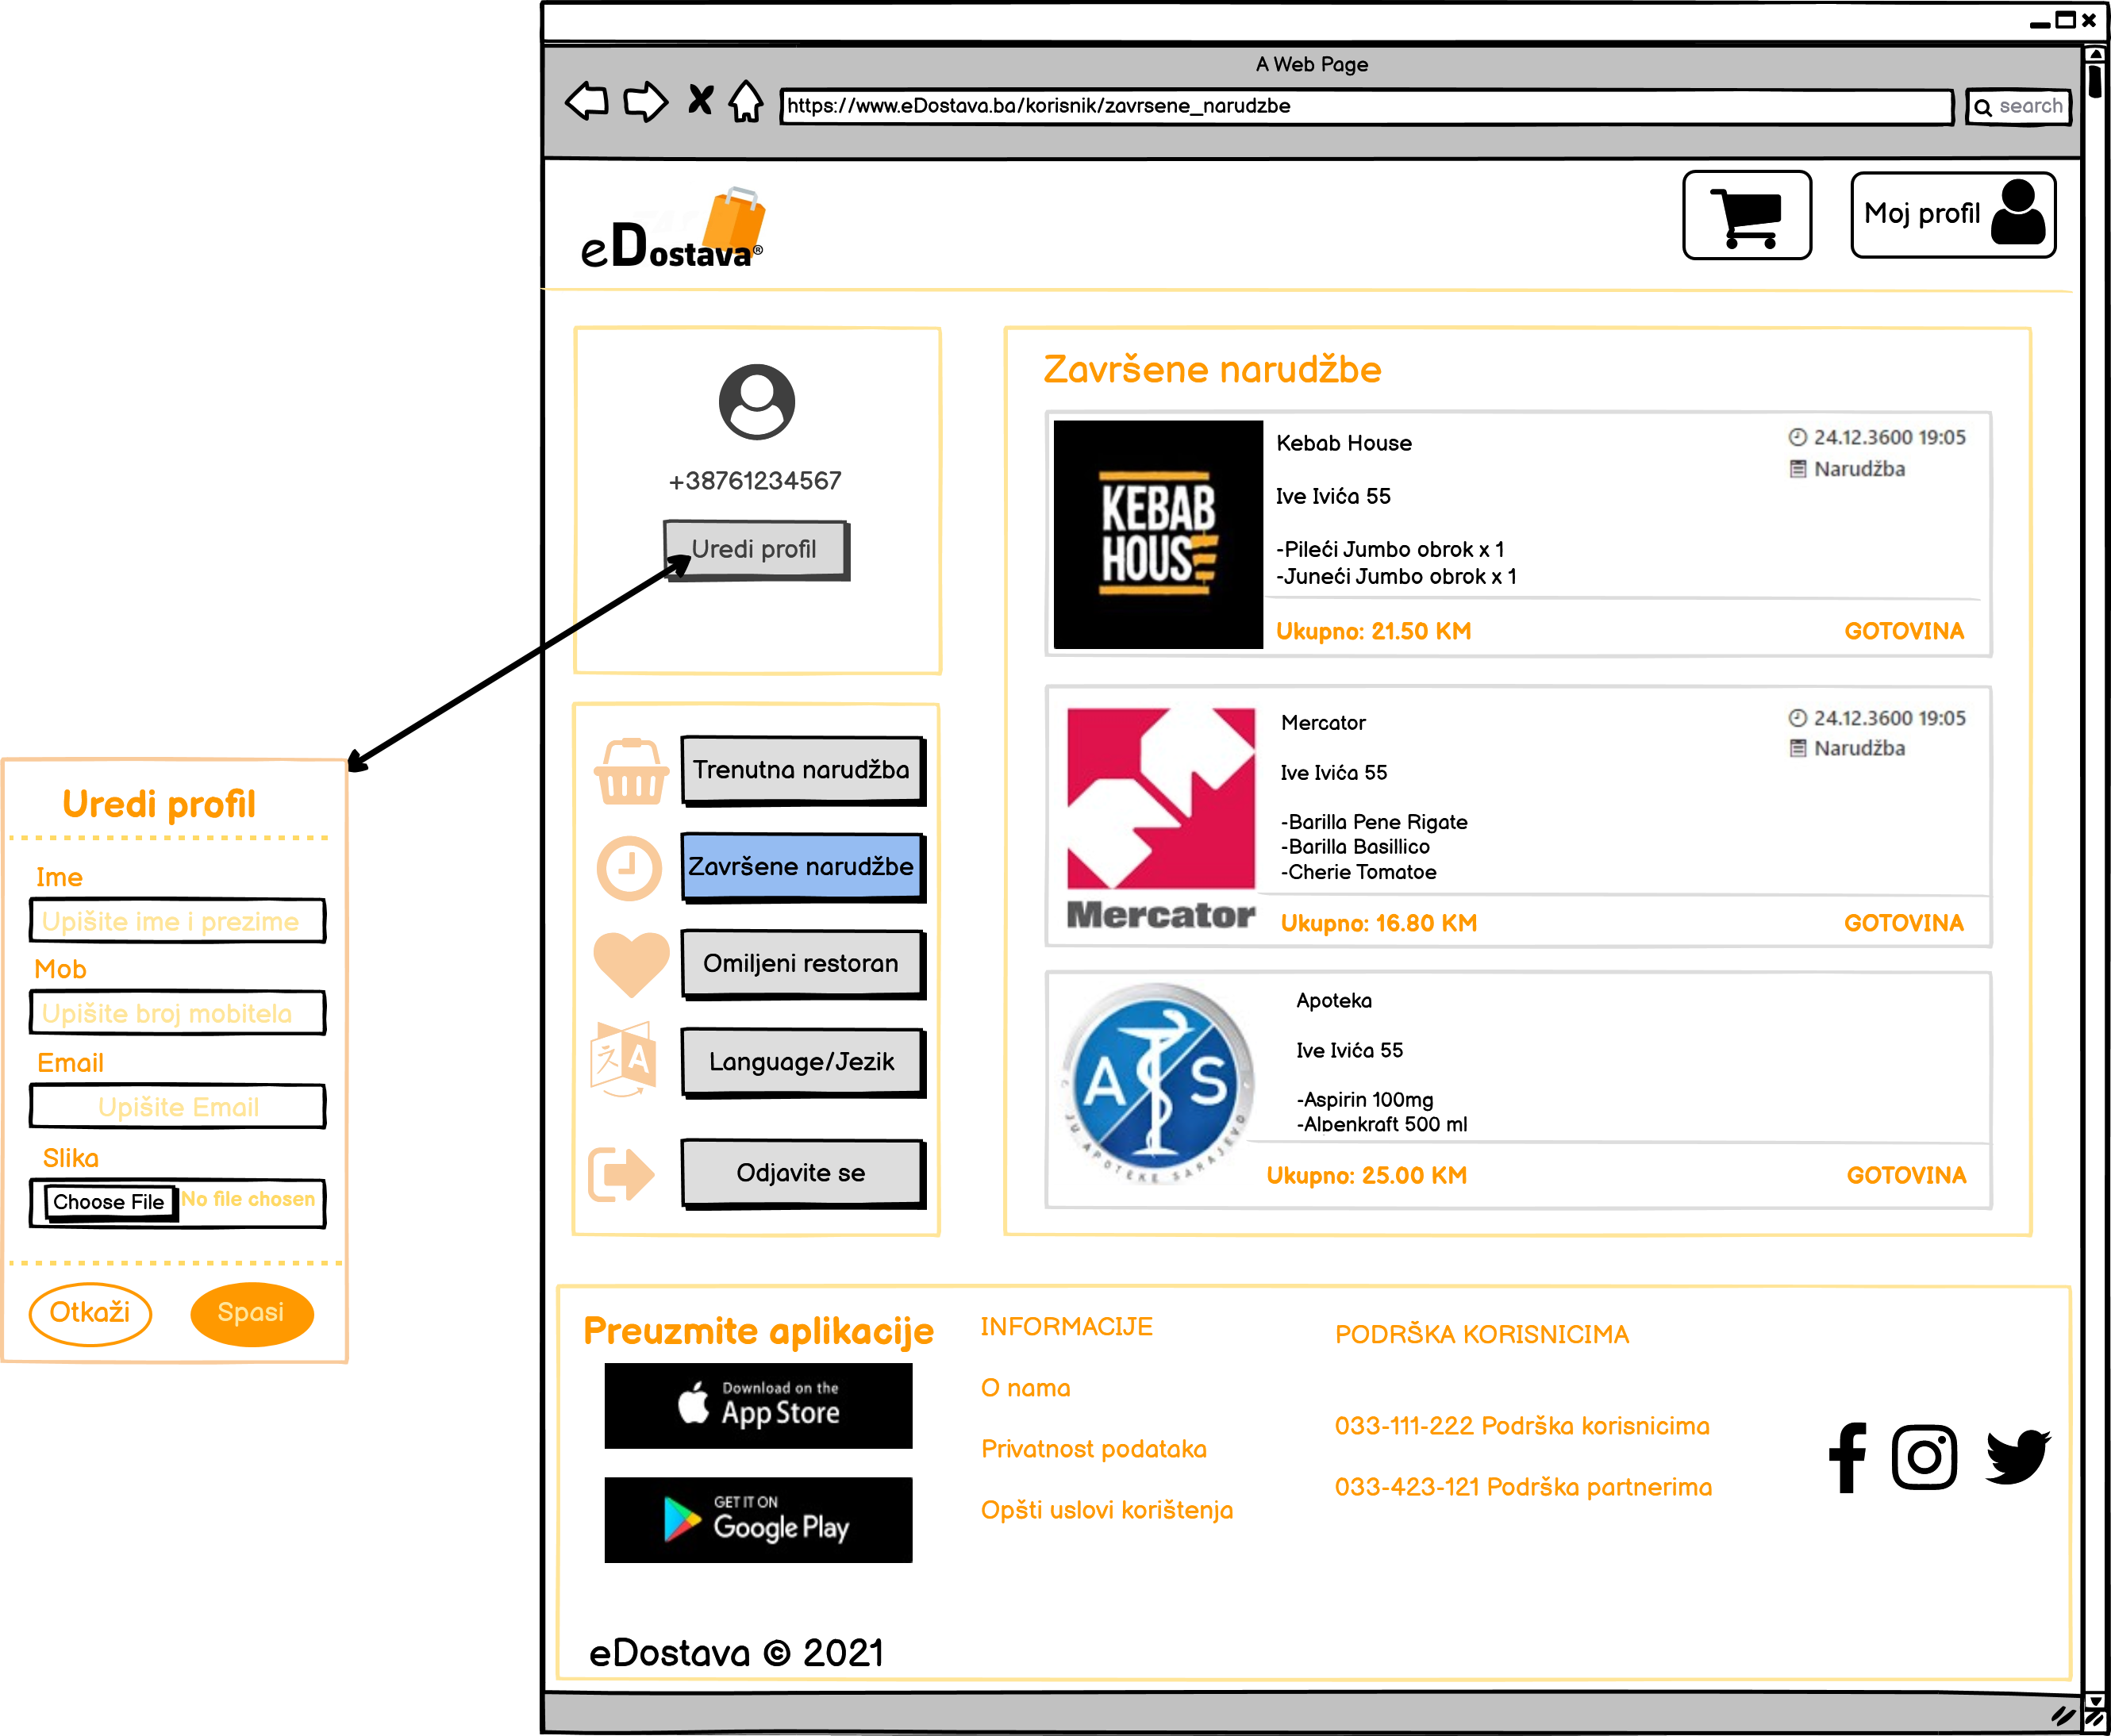 A Web Page
https://www.eDostava.ba/korisnik/zavrsene_narudzbe
search
eDostava®
Moj profil
+38761234567
Uredi profil
Trenutna narudžba
Završene narudžbe
Omiljeni restoran
A
Language/Jezik
Odjavite se
Završene narudžbe
KEBAB
HOUSE
Kebab House
24.12.3600 19:05
Narudžba
Ive Ivića 55
-Pileći Jumbo obrok x 1
-Juneći Jumbo obrok x 1
Ukupno: 21.50 KM
GOTOVINA
Mercator
Mercator
24.12.3600 19:05
Narudžba
Ive Ivića 55
-Barilla Pene Rigate
-Barilla Basillico
-Cherie Tomatoe
Ukupno: 16.80 KM
GOTOVINA
A S
JU APOTEKE SARAJEVO
Apoteka
Ive Ivića 55
-Aspirin 100mg
-Alpenkraft 500 ml
Ukupno: 25.00 KM
GOTOVINA
Uredi profil
Ime
Upišite ime i prezime
Mob
Upišite broj mobitela
Email
Upišite Email
Slika
Choose File No file chosen
Otkaži
Spasi
Preuzmite aplikacije
Download on the
App Store
GET IT ON
Google Play
INFORMACIJE
O nama
Privatnost podataka
Opšti uslovi korištenja
PODRŠKA KORISNICIMA
033-111-222 Podrška korisnicima
033-423-121 Podrška partnerima
eDostava © 2021